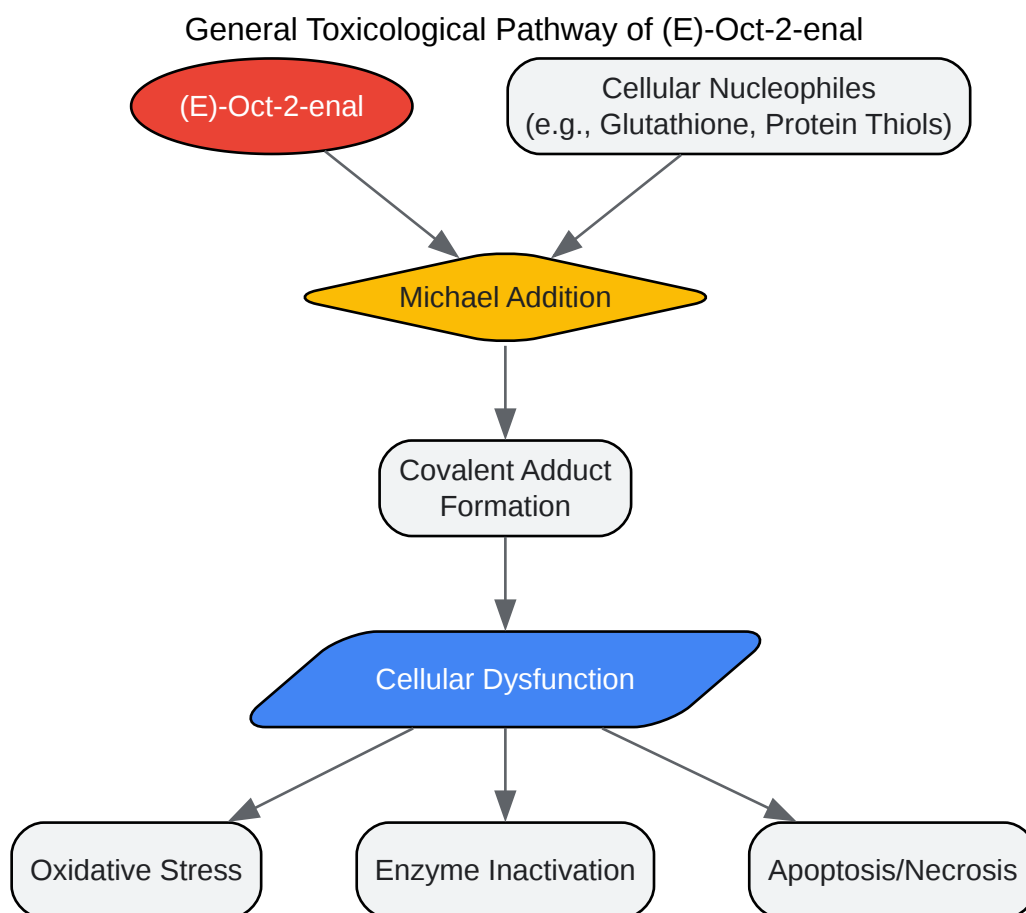 General Toxicological Pathway of (E)-Oct-2-enal
(E)-Oct-2-enal
Cellular Nucleophiles
(e.g., Glutathione, Protein Thiols)
Michael Addition
Covalent Adduct
Formation
Cellular Dysfunction
Oxidative Stress
Enzyme Inactivation
Apoptosis/Necrosis